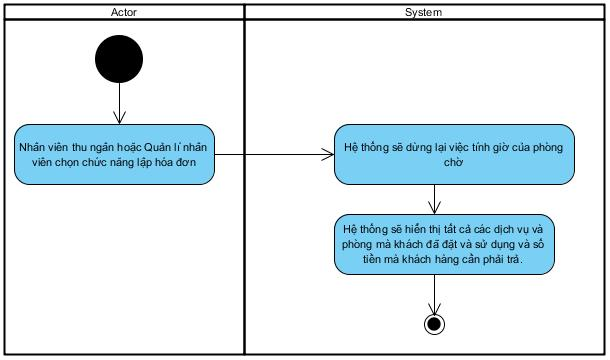 Actor
System
Nhân viên thu ngân hoặc Quản lí nhân
viên chọn chức năng lập hóa đơn
Hệ thống sẽ dừng lại việc tính giờ của phòng
chờ
Hệ thống sẽ hiển thị tất cả các dịch vụ và
phòng mà khách đã đặt và sử dụng và số
tiền mà khách hàng cần phải trả.